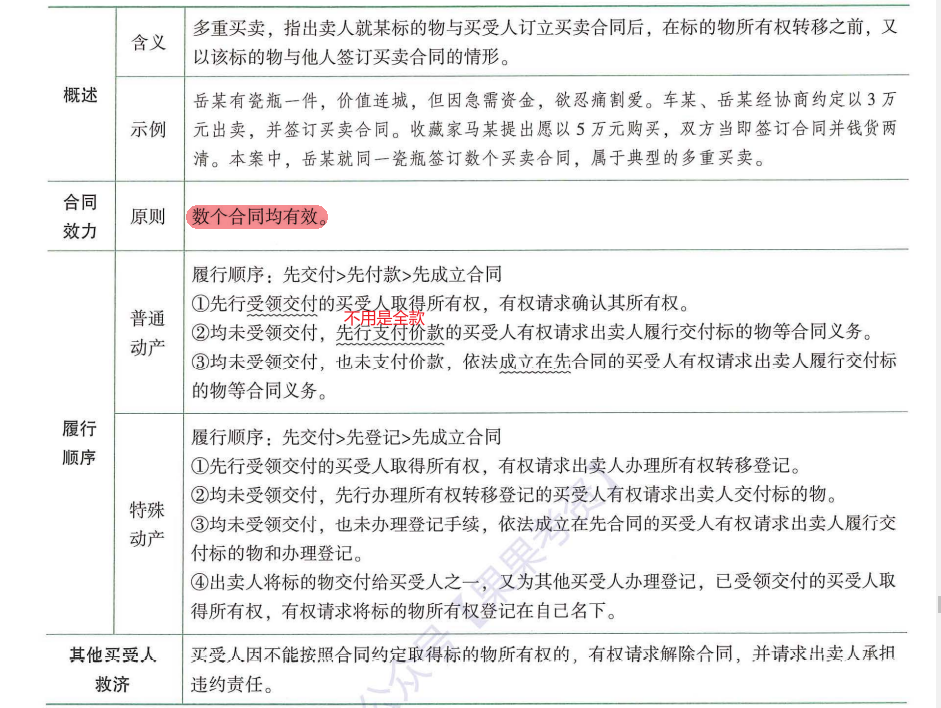 概述
含义
多重买卖，指出卖人就某标的物与买受人订立买卖合同后，在标的物所有权转移之前，又
以该标的物与他人签订买卖合同的情形。
示例
岳某有瓷瓶一件，价值连城，但因急需资金，欲忍痛割爱。车某、岳某经协商约定以3万
元出卖，并签订买卖合同。收藏家马某提出愿以5万元购买，双方当即签订合同并钱货两
清。本案中，岳某就同一瓷瓶签订数个买卖合同，属于典型的多重买卖。
合同
效力
原则
数个合同均有效。
履行
顺序
普通
动产
履行顺序：先交付>先付款>先成立合同
①先行受领交付的买受人取得所有权，有权请求确认其所有权。
不用是全款
②均未受领交付，先行支付价款的买受人有权请求出卖人履行交付标的物等合同义务。
③均未受领交付，也未支付价款，依法成立在先合同的买受人有权请求出卖人履行交付标
的物等合同义务。
特殊
动产
履行顺序：先交付>先登记>先成立合同
①先行受领交付的买受人取得所有权，有权请求出卖人办理所有权转移登记。
②均未受领交付，先行办理所有权转移登记的买受人有权请求出卖人交付标的物。
③均未受领交付，也未办理登记手续，依法成立在先合同的买受人有权请求出卖人履行交
付标的物和办理登记。
④出卖人将标的物交付给买受人之一，又为其他买受人办理登记，已受领交付的买受人取
得所有权，有权请求将标的物所有权登记在自己名下。
其他买受人
救济
买受人因不能按照合同约定取得标的物所有权的，有权请求解除合同，并请求出卖人承担
违约责任。
公众号【果果考资】